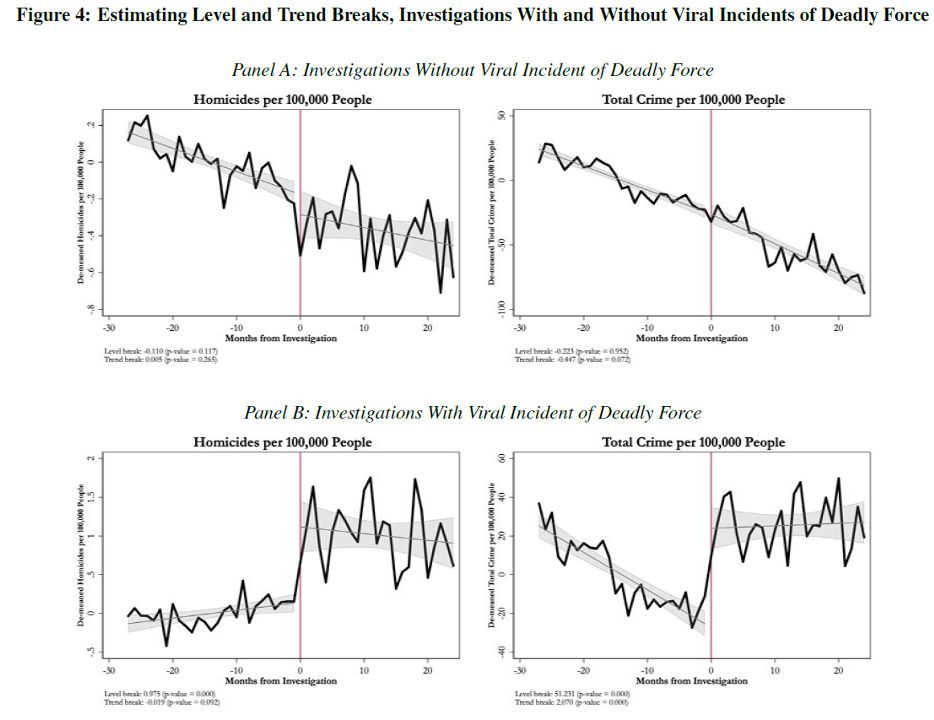 Figure 4: Estimating Level and Trend Breaks, Investigations With and Without Viral Incidents of Deadly Force
Panel A: Investigations Without Viral Incident of Deadly Force
Homicides per 100,000 People
De-meaned Homicides per 100,000 People
.2
0
-.2
-.4
-.6
-.8
-30 -20 -10 0 10 20
Months from Investigation
Level break: -0.110 (p-value = 0.117)
Trend break: 0.005 (p-value = 0.265)
Total Crime per 100,000 People
De-meaned Total Crime per 100,000 People
50
0
-50
-100
-30 -20 -10 0 10 20
Months from Investigation
Level break: -0.223 (p-value = 0.952)
Trend break: -0.447 (p-value = 0.072)
Panel B: Investigations With Viral Incident of Deadly Force
Homicides per 100,000 People
De-meaned Homicides per 100,000 People
2
1.5
1
.5
0
-.5
-30 -20 -10 0 10 20
Months from Investigation
Level break: 0.975 (p-value = 0.000)
Trend break: -0.019 (p-value = 0.092)
Total Crime per 100,000 People
De-meaned Total Crime per 100,000 People
60
40
20
0
-20
-40
-30 -20 -10 0 10 20
Months from Investigation
Level break: 51.231 (p-value = 0.000)
Trend break: 2.070 (p-value = 0.000)